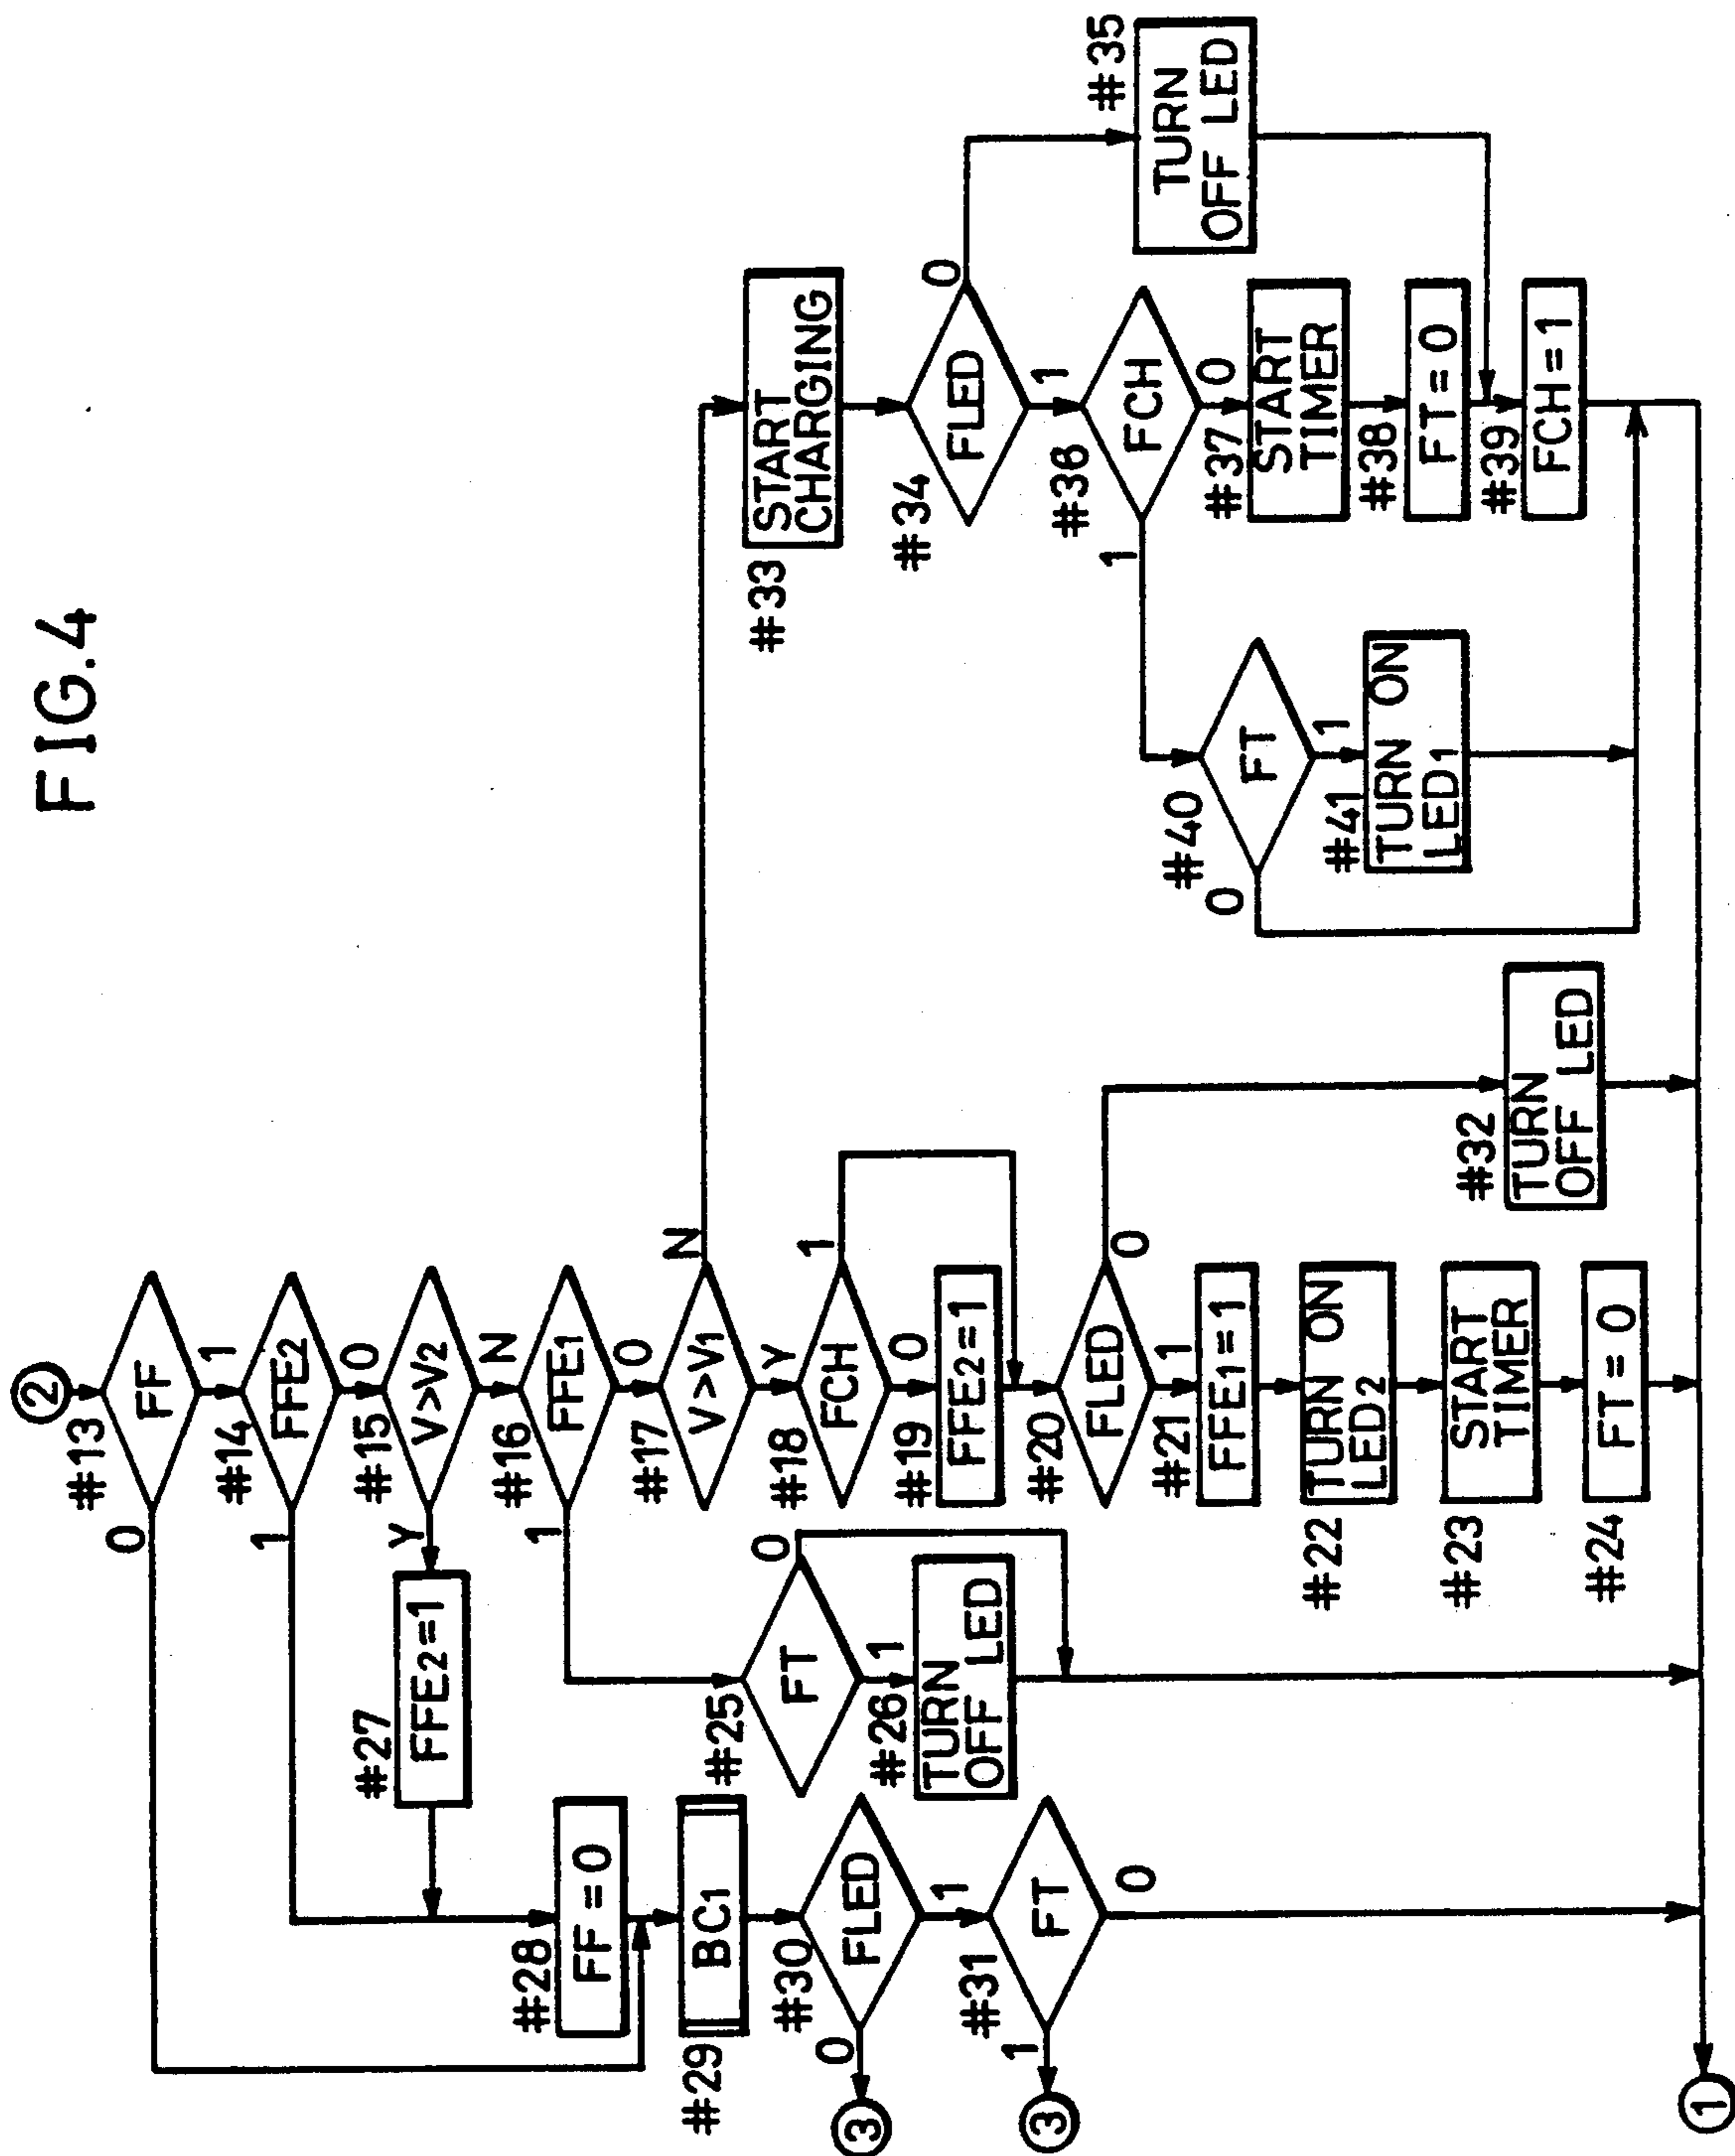 FIG.4
②
#13
FF
0
1
#14
FFE2
1
0
#15
V>V2
Y
N
#27
FFE2=1
#16
FFE1
1
0
#17
V>V1
N
Y
#18
FCH
1
0
#19
FFE2=1
#20
FLED
0
1
#21
FFE1=1
#22
TURN ON
LED2
#23
START
TIMER
#24
FT=0
#25
FT
0
1
#26
TURN
OFF LED
#28
FF=0
#29
BC1
#30
FLED
0
1
③
#31
FT
1
0
③
#32
TURN
OFF LED
#33
START
CHARGING
#34
FLED
0
1
#35
TURN
OFF LED
#36
FCH
1
0
#37
START
TIMER
#38
FT=0
#39
FCH=1
#40
FT
0
1
#41
TURN ON
LED1
①